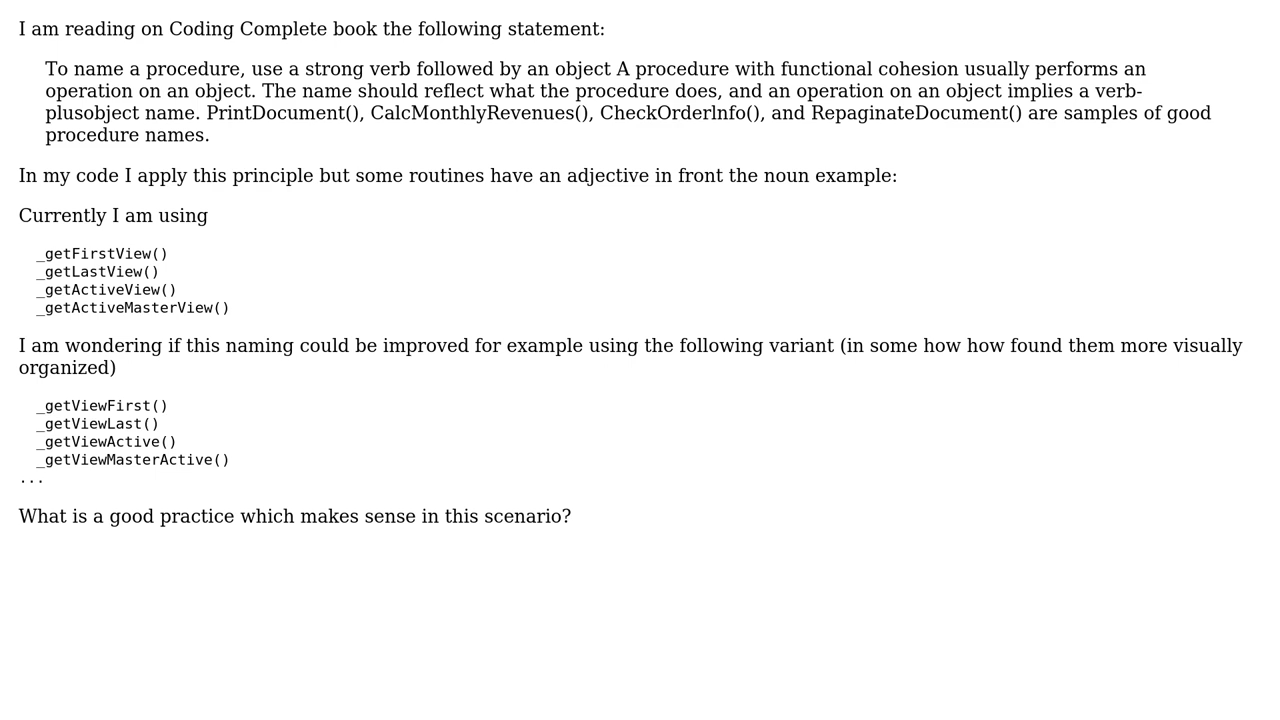 I am reading on Coding Complete book the following statement:
To name a procedure, use a strong verb followed by an object A procedure with functional cohesion usually performs an
operation on an object. The name should reflect what the procedure does, and an operation on an object implies a verb-
plusobject name. PrintDocument(), CalcMonthlyRevenues(), CheckOrderlnfo(), and RepaginateDocument() are samples of good
procedure names.
In my code I apply this principle but some routines have an adjective in front the noun example:
Currently I am using
_getFirstView()
_getLastView()
_getActiveView()
_getActiveMasterView()
I am wondering if this naming could be improved for example using the following variant (in some how how found them more visually
organized)
_getViewFirst()
_getViewLast()
_getViewActive()
_getViewMasterActive()
...
What is a good practice which makes sense in this scenario?